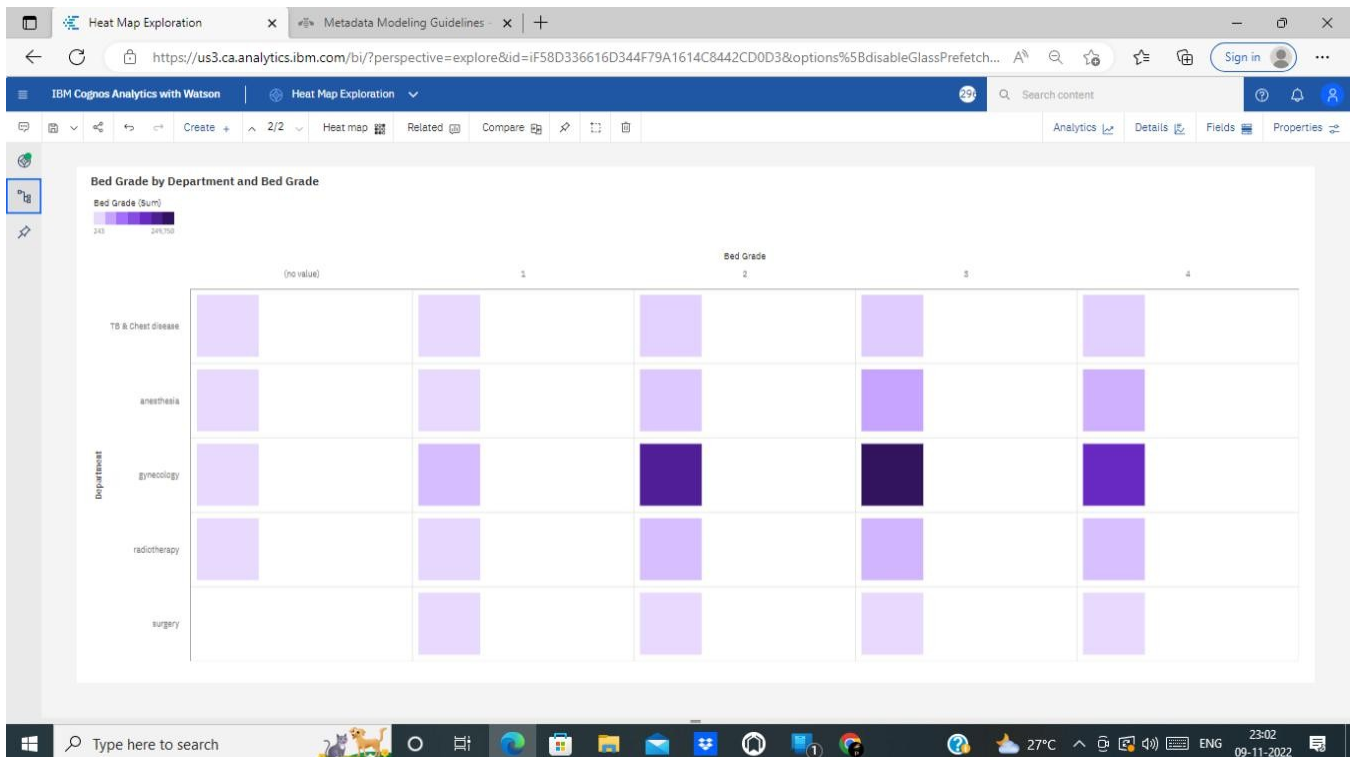 Heat Map Exploration
Metadata Modeling Guidelines -
https://us3.ca.analytics.ibm.com/bi/?perspective=explore&id=iF58D336616D344F79A1614C8442CD0D3&options%5BdisableGlassPrefetch...
Sign in
IBM Cognos Analytics with Watson
Heat Map Exploration
Search content
Create +
2/2
Heat map
Related
Compare
Analytics
Details
Fields
Properties
Bed Grade by Department and Bed Grade
Bed Grade (Sum)
Bed Grade
(no value) 1 2 3 4
Department
TB & Chest disease
anesthesia
gynecology
radiotherapy
surgery
Type here to search
27°C
ENG
23:02
09-11-2022